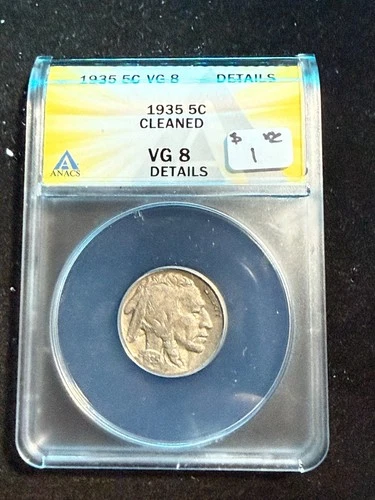 1935 5C VG 8 DETAILS
1935 5C
CLEANED
VG 8
DETAILS
ANACS
$
1